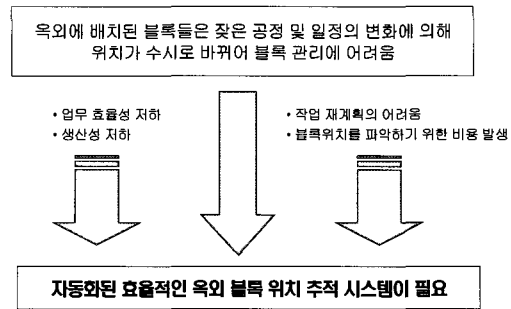 옥외에 배치된 블록들은 잦은 공정 및 일정의 변화에 의해
위치가 수시로 바뀌어 블록 관리에 어려움
• 업무 효율성 저하
• 생산성 저하
• 작업 재계획의 어려움
• 블록위치를 파악하기 위한 비용 발생
자동화된 효율적인 옥외 블록 위치 추적 시스템이 필요